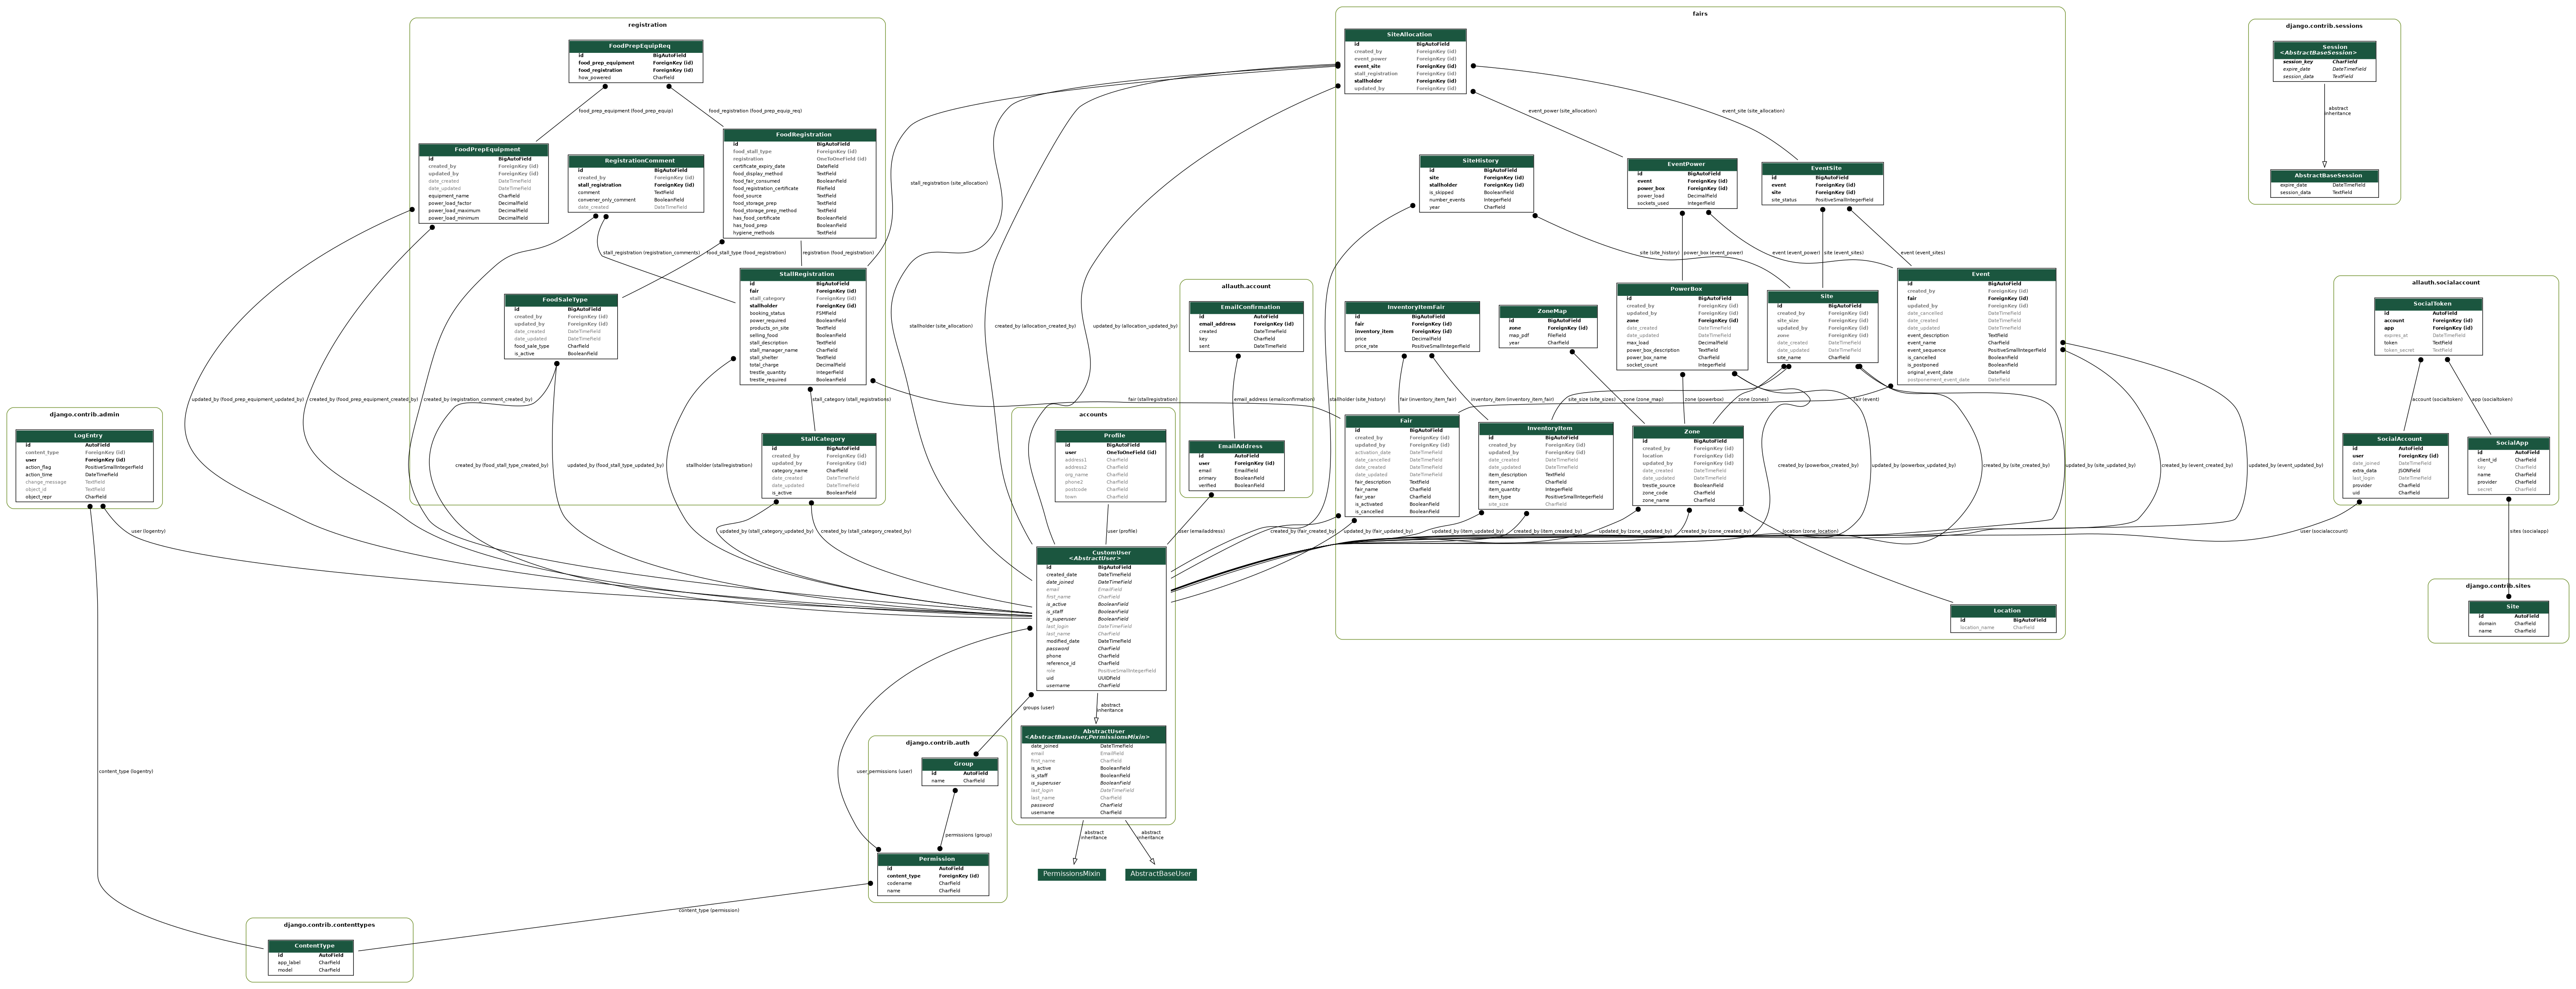 registration
FoodPrepEquipReq
id BigAutoField
food_prep_equipment ForeignKey (id)
food_registration ForeignKey (id)
how_powered CharField
food_prep_equipment (food_prep_equip)
food_registration (food_prep_equip_req)
FoodPrepEquipment
id BigAutoField
created_by ForeignKey (id)
updated_by ForeignKey (id)
date_created DateTimeField
date_updated DateTimeField
equipment_name CharField
power_load_factor DecimalField
power_load_maximum DecimalField
power_load_minimum DecimalField
RegistrationComment
id BigAutoField
created_by ForeignKey (id)
stall_registration ForeignKey (id)
comment TextField
convener_only_comment BooleanField
date_created DateTimeField
FoodRegistration
id BigAutoField
food_stall_type ForeignKey (id)
registration OneToOneField (id)
certificate_expiry_date DateField
food_display_method TextField
food_fair_consumed BooleanField
food_registration_certificate FileField
food_source TextField
food_storage_prep TextField
food_storage_prep_method TextField
has_food_certificate BooleanField
has_food_prep BooleanField
hygiene_methods TextField
stall_registration (registration_comments)
food_stall_type (food_registration)
registration (food_registration)
FoodSaleType
id BigAutoField
created_by ForeignKey (id)
updated_by ForeignKey (id)
date_created DateTimeField
date_updated DateTimeField
food_sale_type CharField
is_active BooleanField
StallRegistration
id BigAutoField
fair ForeignKey (id)
stall_category ForeignKey (id)
stallholder ForeignKey (id)
booking_status FSMField
power_required BooleanField
products_on_site TextField
selling_food BooleanField
stall_description TextField
stall_manager_name CharField
stall_shelter TextField
total_charge DecimalField
trestle_quantity IntegerField
trestle_required BooleanField
updated_by (food_prep_equipment_updated_by)
created_by (food_prep_equipment_created_by)
created_by (registration_comment_created_by)
stall_category (stall_registrations)
StallCategory
id BigAutoField
created_by ForeignKey (id)
updated_by ForeignKey (id)
category_name CharField
date_created DateTimeField
date_updated DateTimeField
is_active BooleanField
created_by (food_stall_type_created_by)
updated_by (food_stall_type_updated_by)
stallholder (stallregistration)
updated_by (stall_category_updated_by)
created_by (stall_category_created_by)
stall_registration (site_allocation)
stallholder (site_allocation)
created_by (allocation_created_by)
updated_by (allocation_updated_by)
fairs
SiteAllocation
id BigAutoField
created_by ForeignKey (id)
event_power ForeignKey (id)
event_site ForeignKey (id)
stall_registration ForeignKey (id)
stallholder ForeignKey (id)
updated_by ForeignKey (id)
event_power (site_allocation)
event_site (site_allocation)
SiteHistory
id BigAutoField
site ForeignKey (id)
stallholder ForeignKey (id)
is_skipped BooleanField
number_events IntegerField
year CharField
EventPower
id BigAutoField
event ForeignKey (id)
power_box ForeignKey (id)
power_load DecimalField
sockets_used IntegerField
EventSite
id BigAutoField
event ForeignKey (id)
site ForeignKey (id)
site_status PositiveSmallIntegerField
site (site_history)
power_box (event_power)
event (event_power)
site (event_sites)
event (event_sites)
InventoryItemFair
id BigAutoField
fair ForeignKey (id)
inventory_item ForeignKey (id)
price DecimalField
price_rate PositiveSmallIntegerField
ZoneMap
id BigAutoField
zone ForeignKey (id)
map_pdf FileField
year CharField
PowerBox
id BigAutoField
created_by ForeignKey (id)
updated_by ForeignKey (id)
zone ForeignKey (id)
date_created DateTimeField
date_updated DateTimeField
max_load DecimalField
power_box_description TextField
power_box_name CharField
socket_count IntegerField
Site
id BigAutoField
created_by ForeignKey (id)
site_size ForeignKey (id)
updated_by ForeignKey (id)
zone ForeignKey (id)
date_created DateTimeField
date_updated DateTimeField
site_name CharField
Event
id BigAutoField
created_by ForeignKey (id)
fair ForeignKey (id)
updated_by ForeignKey (id)
date_cancelled DateTimeField
date_created DateTimeField
date_updated DateTimeField
event_description TextField
event_name CharField
event_sequence PositiveSmallIntegerField
is_cancelled BooleanField
is_postponed BooleanField
original_event_date DateField
postponement_event_date DateField
stallholder (site_history)
fair (stallregistration)
fair (inventory_item_fair)
inventory_item (inventory_item_fair)
site_size (site_sizes)
zone (zone_map)
zone (powerbox)
zone (zones)
fair (event)
Fair
id BigAutoField
created_by ForeignKey (id)
updated_by ForeignKey (id)
activation_date DateTimeField
date_cancelled DateTimeField
date_created DateTimeField
date_updated DateTimeField
fair_description TextField
fair_name CharField
fair_year CharField
is_activated BooleanField
is_cancelled BooleanField
InventoryItem
id BigAutoField
created_by ForeignKey (id)
updated_by ForeignKey (id)
date_created DateTimeField
date_updated DateTimeField
item_description TextField
item_name CharField
item_quantity IntegerField
item_type PositiveSmallIntegerField
site_size CharField
Zone
id BigAutoField
created_by ForeignKey (id)
location ForeignKey (id)
updated_by ForeignKey (id)
date_created DateTimeField
date_updated DateTimeField
trestle_source BooleanField
zone_code CharField
zone_name CharField
created_by (powerbox_created_by)
updated_by (powerbox_updated_by)
created_by (site_created_by)
updated_by (site_updated_by)
created_by (event_created_by)
updated_by (event_updated_by)
created_by (fair_created_by)
updated_by (fair_updated_by)
updated_by (item_updated_by)
created_by (item_created_by)
updated_by (zone_updated_by)
created_by (zone_created_by)
location (zone_location)
Location
id BigAutoField
location_name CharField
django.contrib.sessions
Session
<AbstractBaseSession>
session_key CharField
expire_date DateTimeField
session_data TextField
abstract
inheritance
AbstractBaseSession
expire_date DateTimeField
session_data TextField
allauth.account
EmailConfirmation
id AutoField
email_address ForeignKey (id)
created DateTimeField
key CharField
sent DateTimeField
email_address (emailconfirmation)
EmailAddress
id AutoField
user ForeignKey (id)
email EmailField
primary BooleanField
verified BooleanField
user (emailaddress)
allauth.socialaccount
SocialToken
id AutoField
account ForeignKey (id)
app ForeignKey (id)
expires_at DateTimeField
token TextField
token_secret TextField
account (socialtoken)
app (socialtoken)
SocialAccount
id AutoField
user ForeignKey (id)
date_joined DateTimeField
extra_data JSONField
last_login DateTimeField
provider CharField
uid CharField
SocialApp
id AutoField
client_id CharField
key CharField
name CharField
provider CharField
secret CharField
user (socialaccount)
sites (socialapp)
django.contrib.sites
Site
id AutoField
domain CharField
name CharField
django.contrib.admin
LogEntry
id AutoField
content_type ForeignKey (id)
user ForeignKey (id)
action_flag PositiveSmallIntegerField
action_time DateTimeField
change_message TextField
object_id TextField
object_repr CharField
user (logentry)
content_type (logentry)
accounts
Profile
id BigAutoField
user OneToOneField (id)
address1 CharField
address2 CharField
org_name CharField
phone2 CharField
postcode CharField
town CharField
user (profile)
CustomUser
<AbstractUser>
id BigAutoField
created_date DateTimeField
date_joined DateTimeField
email EmailField
first_name CharField
is_active BooleanField
is_staff BooleanField
is_superuser BooleanField
last_login DateTimeField
last_name CharField
modified_date DateTimeField
password CharField
phone CharField
reference_id CharField
role PositiveSmallIntegerField
uid UUIDField
username CharField
groups (user)
abstract
inheritance
AbstractUser
<AbstractBaseUser,PermissionsMixin>
date_joined DateTimeField
email EmailField
first_name CharField
is_active BooleanField
is_staff BooleanField
is_superuser BooleanField
last_login DateTimeField
last_name CharField
password CharField
username CharField
abstract
inheritance
abstract
inheritance
PermissionsMixin
AbstractBaseUser
django.contrib.auth
user_permissions (user)
Group
id AutoField
name CharField
permissions (group)
Permission
id AutoField
content_type ForeignKey (id)
codename CharField
name CharField
content_type (permission)
django.contrib.contenttypes
ContentType
id AutoField
app_label CharField
model CharField